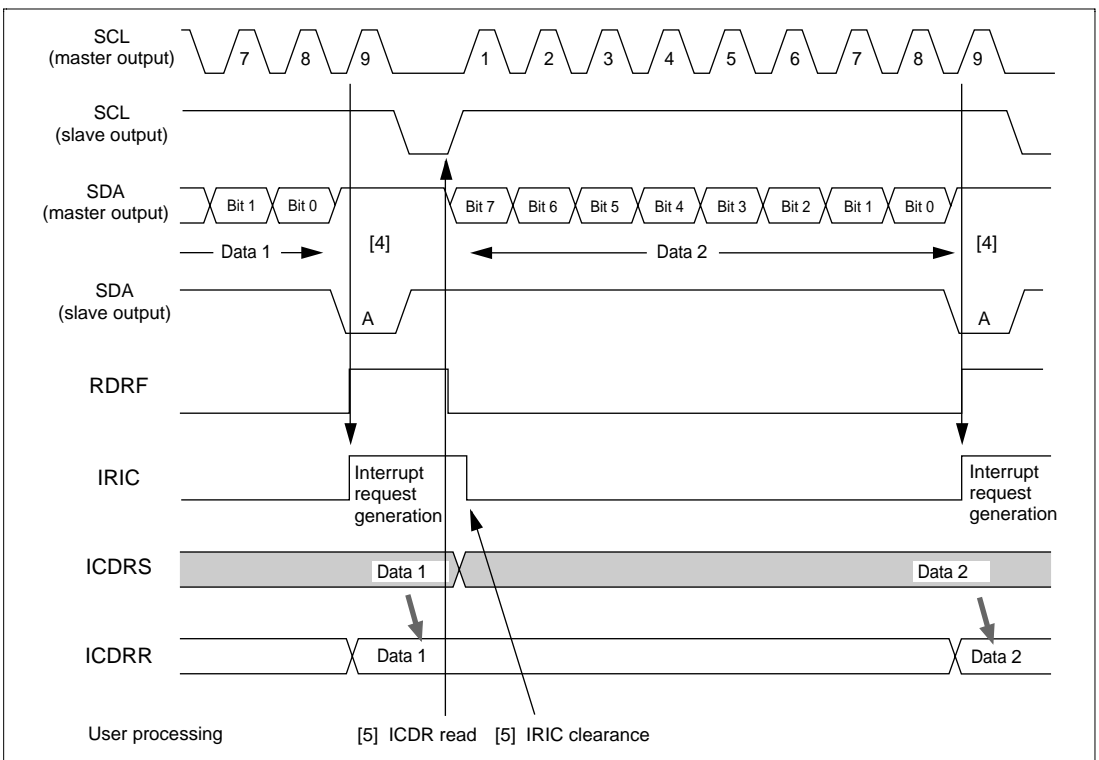 SCL
(master output)
7 8 9 1 2 3 4 5 6 7 8 9
SCL
(slave output)
SDA
(master output)
Bit 1 Bit 0 Bit 7 Bit 6 Bit 5 Bit 4 Bit 3 Bit 2 Bit 1 Bit 0
Data 1 [4] Data 2 [4]
SDA
(slave output)
A A
RDRF
IRIC
Interrupt
request
generation
Interrupt
request
generation
ICDRS
Data 1 Data 2
ICDRR
Data 1 Data 2
User processing [5] ICDR read [5] IRIC clearance